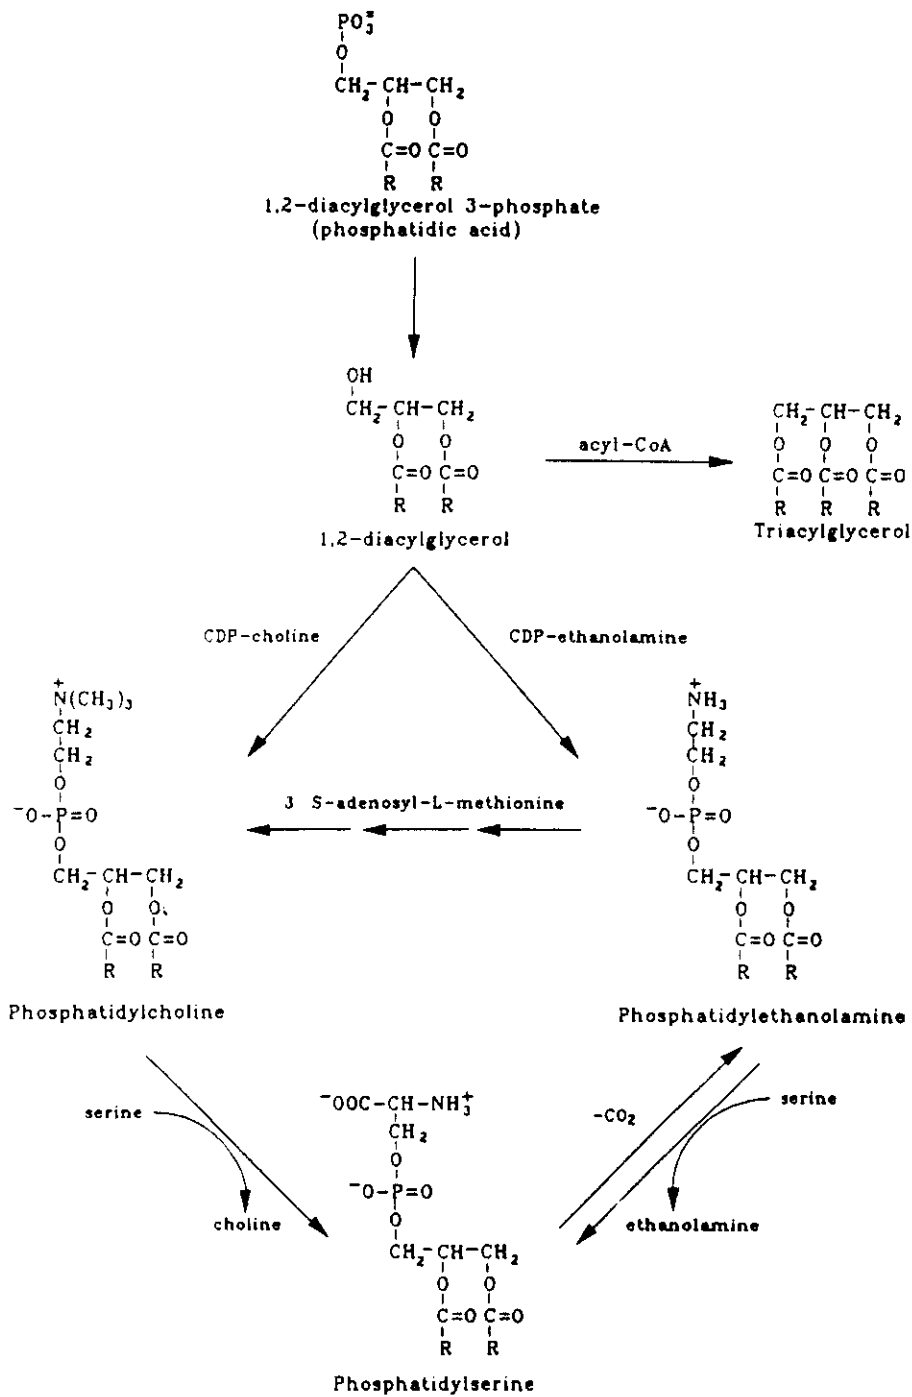 PO₃⁼
O
CH₂-CH-CH₂
O O
C=O C=O
R R
1,2-diacylglycerol 3-phosphate
(phosphatidic acid)
OH
CH₂-CH-CH₂
O O
C=O C=O
R R
1,2-diacylglycerol
acyl-CoA
CH₂-CH-CH₂
O O O
C=O C=O C=O
R R R
Triacylglycerol
CDP-choline
CDP-ethanolamine
+
N(CH₃)₃
CH₂
CH₂
O
⁻O-P=O
O
CH₂-CH-CH₂
O O
C=O C=O
R R
Phosphatidylcholine
3 S-adenosyl-L-methionine
+
NH₃
CH₂
CH₂
O
⁻O-P=O
O
CH₂-CH-CH₂
O O
C=O C=O
R R
Phosphatidylethanolamine
serine
choline
⁻OOC-CH-NH₃⁺
CH₂
O
⁻O-P=O
O
CH₂-CH-CH₂
O O
C=O C=O
R R
Phosphatidylserine
-CO₂
serine
ethanolamine